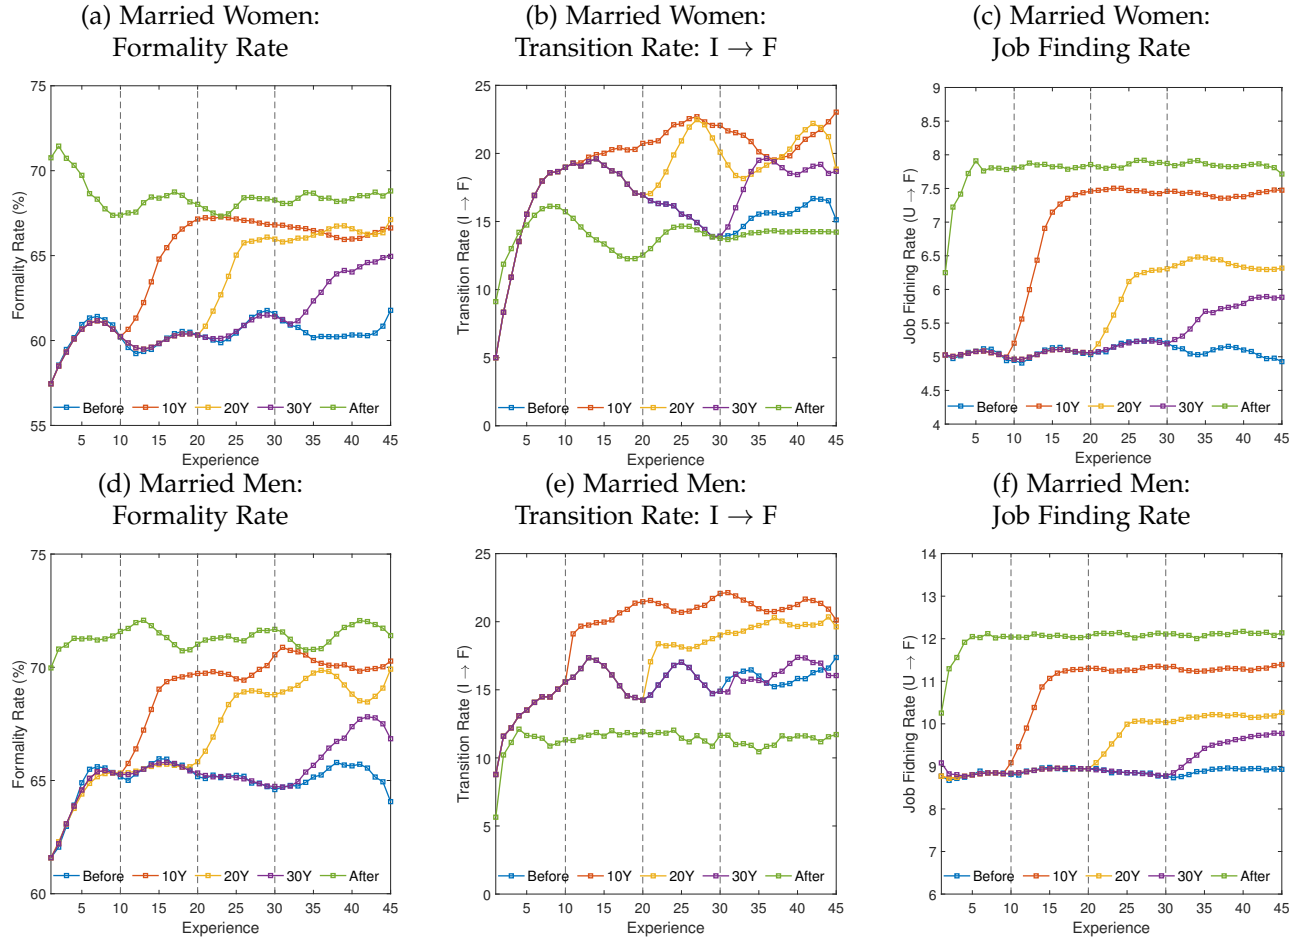 (a) Married Women:
Formality Rate
75
70
65
60
55
Formality Rate (%)
Before 10Y 20Y 30Y After
5 10 15 20 25 30 35 40 45
Experience
(b) Married Women:
Transition Rate: I → F
25
20
15
10
5
0
Transition Rate (I → F)
Before 10Y 20Y 30Y After
5 10 15 20 25 30 35 40 45
Experience
(c) Married Women:
Job Finding Rate
9
8.5
8
7.5
7
6.5
6
5.5
5
4.5
4
Job Fidning Rate (U → F)
Before 10Y 20Y 30Y After
5 10 15 20 25 30 35 40 45
Experience
(d) Married Men:
Formality Rate
75
70
65
60
Formality Rate (%)
Before 10Y 20Y 30Y After
5 10 15 20 25 30 35 40 45
Experience
(e) Married Men:
Transition Rate: I → F
25
20
15
10
5
0
Transition Rate (I → F)
Before 10Y 20Y 30Y After
5 10 15 20 25 30 35 40 45
Experience
(f) Married Men:
Job Finding Rate
14
13
12
11
10
9
8
7
6
Job Fidning Rate (U → F)
Before 10Y 20Y 30Y After
5 10 15 20 25 30 35 40 45
Experience